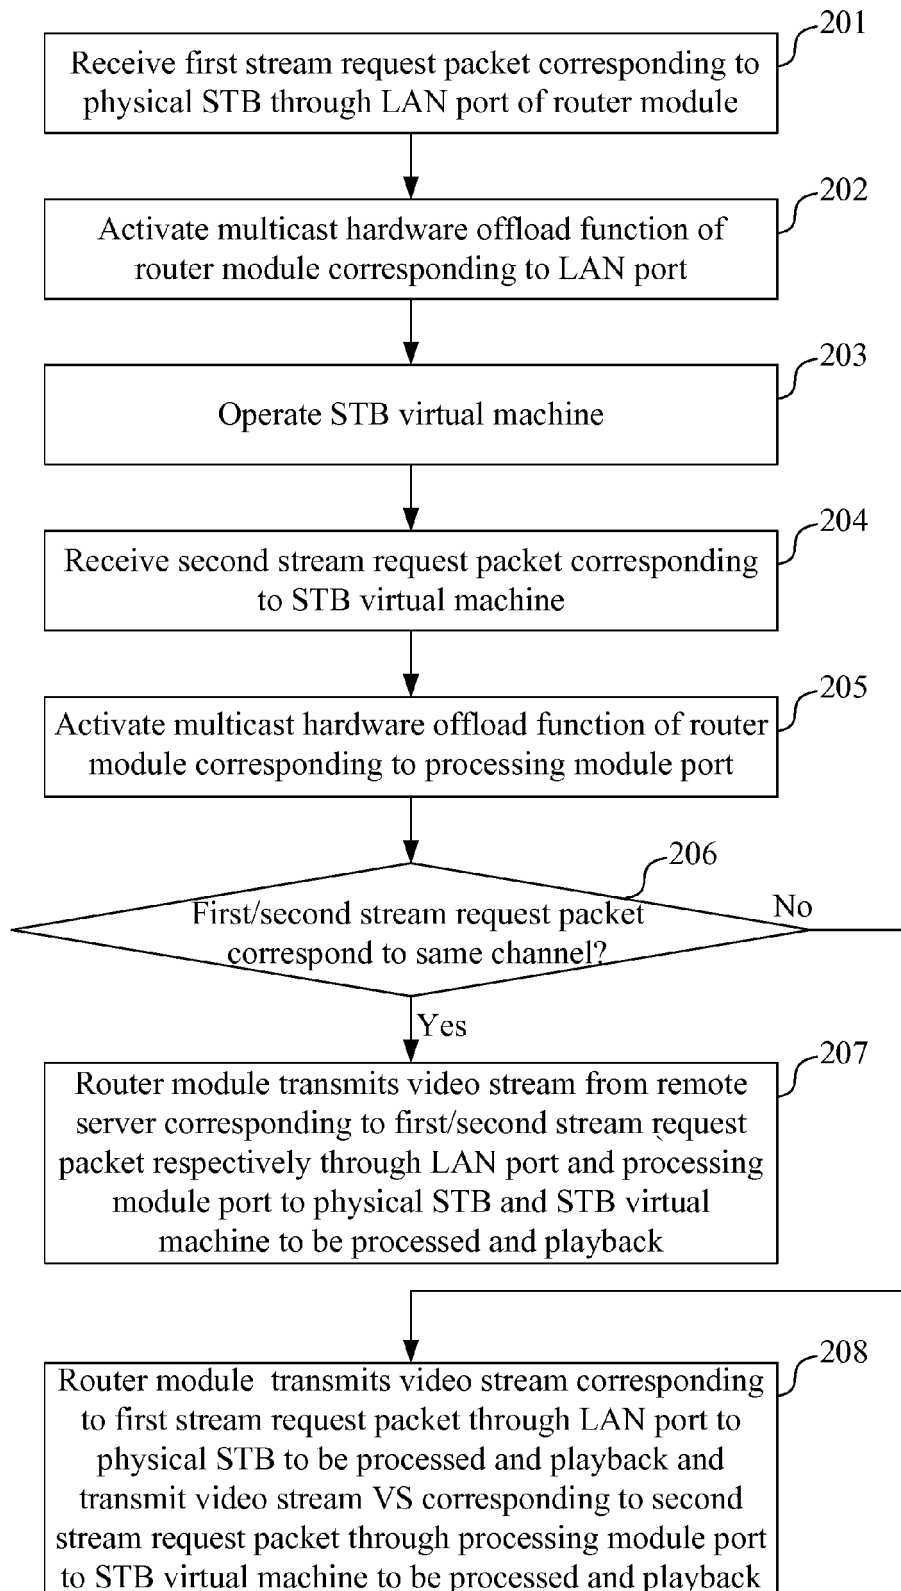 201
Receive first stream request packet corresponding to
physical STB through LAN port of router module
202
Activate multicast hardware offload function of
router module corresponding to LAN port
203
Operate STB virtual machine
204
Receive second stream request packet corresponding
to STB virtual machine
205
Activate multicast hardware offload function of router
module corresponding to processing module port
206
First/second stream request packet
correspond to same channel?
No
Yes
207
Router module transmits video stream from remote
server corresponding to first/second stream request
packet respectively through LAN port and processing
module port to physical STB and STB virtual
machine to be processed and playback
208
Router module transmits video stream corresponding
to first stream request packet through LAN port to
physical STB to be processed and playback and
transmit video stream VS corresponding to second
stream request packet through processing module port
to STB virtual machine to be processed and playback